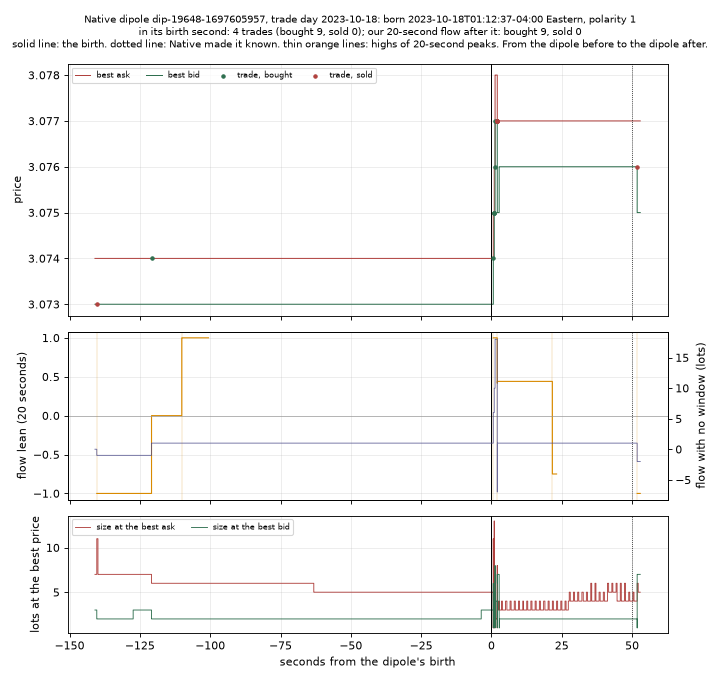 Native dipole dip-19648-1697605957, trade day 2023-10-18: born 2023-10-18T01:12:37-04:00 Eastern, polarity 1
in its birth second: 4 trades (bought 9, sold 0); our 20-second flow after it: bought 9, sold 0
solid line: the birth. dotted line: Native made it known. thin orange lines: highs of 20-second peaks. From the dipole before to the dipole after.
best ask best bid trade, bought trade, sold
3.078
3.077
3.076
3.075
3.074
3.073
price
1.0
0.5
0.0
−0.5
−1.0
flow lean (20 seconds)
15
10
5
0
−5
flow with no window (lots)
size at the best ask size at the best bid
10
5
lots at the best price
−150 −125 −100 −75 −50 −25 0 25 50
seconds from the dipole's birth